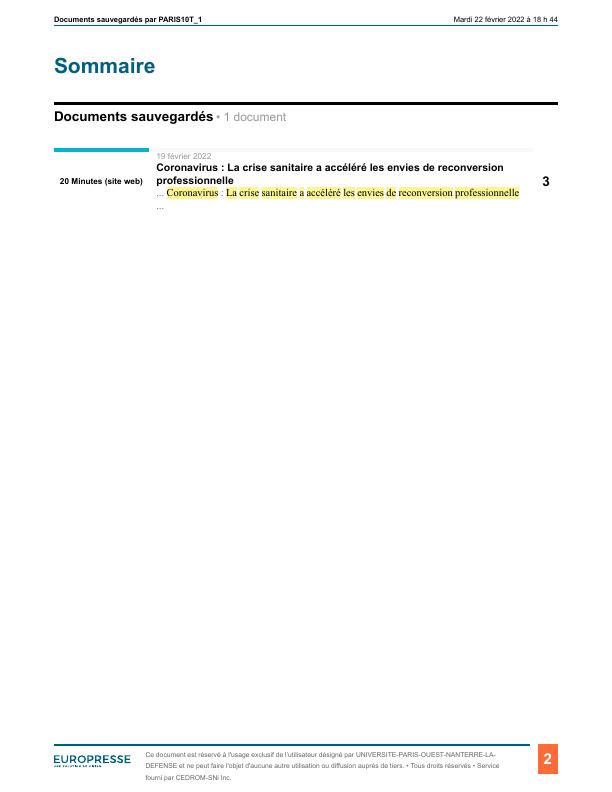 Documents sauvegardés par PARIS10T_1
Mardi 22 février 2022 à 18 h 44
Sommaire
Documents sauvegardés • 1 document
19 février 2022
Coronavirus : La crise sanitaire a accéléré les envies de reconversion
professionnelle
20 Minutes (site web)
3
... Coronavirus : La crise sanitaire a accéléré les envies de reconversion professionnelle
...
EUROPRESSE
Ce document est réservé à l'usage exclusif de l'utilisateur désigné par UNIVERSITE-PARIS-OUEST-NANTERRE-LA-
DEFENSE et ne peut faire l'objet d'aucune autre utilisation ou diffusion auprès de tiers. • Tous droits réservés • Service
fourni par CEDROM-SNi Inc.
2